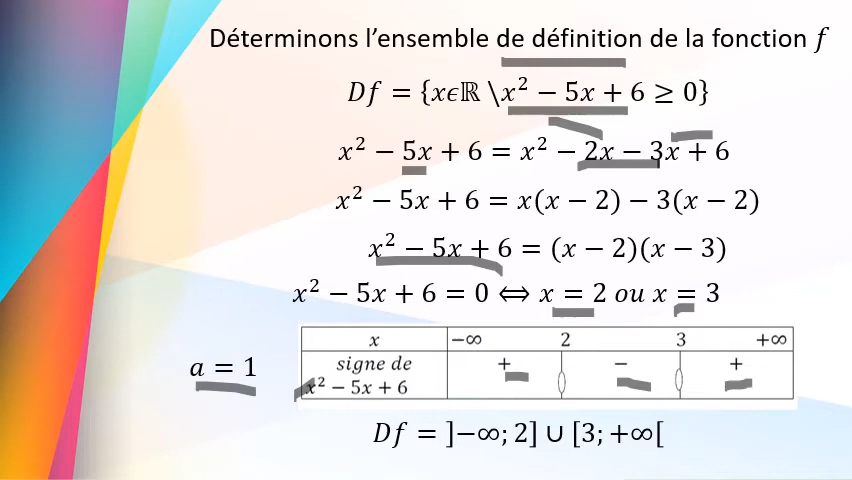 Déterminons l’ensemble de définition de la fonction 𝑓
𝐷𝑓 = {𝑥𝜖ℝ \𝑥² − 5𝑥 + 6 ≥ 0}
𝑥² − 5𝑥 + 6 = 𝑥² − 2𝑥 − 3𝑥 + 6
𝑥² − 5𝑥 + 6 = 𝑥(𝑥 − 2) − 3(𝑥 − 2)
𝑥² − 5𝑥 + 6 = (𝑥 − 2)(𝑥 − 3)
𝑥² − 5𝑥 + 6 = 0 ⟺ 𝑥 = 2 𝑜𝑢 𝑥 = 3
𝑥 −∞ 2 3 +∞
𝑎 = 1
𝑠𝑖𝑔𝑛𝑒 𝑑𝑒 + − +
𝑥² − 5𝑥 + 6
𝐷𝑓 = ]−∞; 2] ∪ [3; +∞[